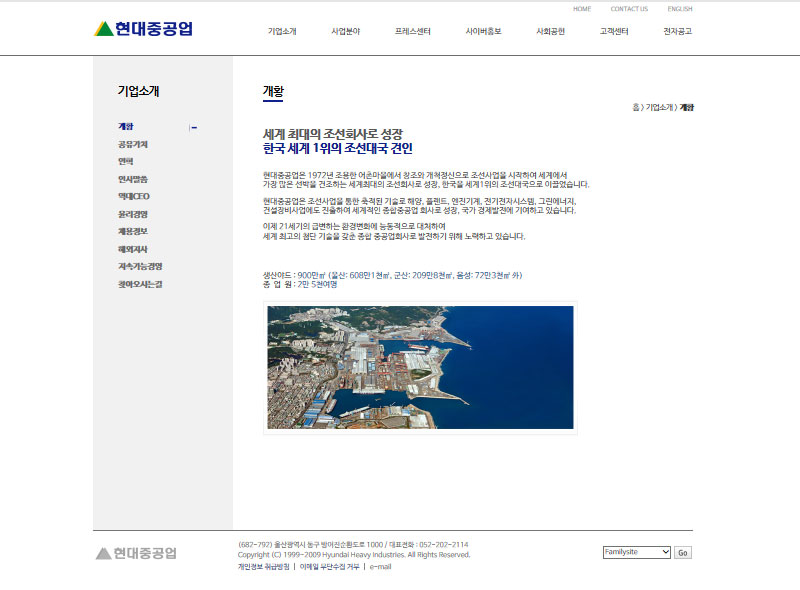 HOME CONTACT US ENGLISH
현대중공업
기업소개 사업분야 프레스센터 사이버홍보 사회공헌 고객센터 전자공고
기업소개
개황
공유가치
연혁
인사말씀
역대CEO
윤리경영
채용정보
해외지사
지속가능경영
찾아오시는길
개황
홈 > 기업소개 > 개황
세계 최대의 조선회사로 성장
한국 세계 1위의 조선대국 견인
현대중공업은 1972년 조용한 어촌마을에서 창조와 개척정신으로 조선사업을 시작하여 세계에서
가장 많은 선박을 건조하는 세계최대의 조선회사로 성장, 한국을 세계1위의 조선대국으로 이끌었습니다.
현대중공업은 조선사업을 통한 축적된 기술로 해양, 플랜트, 엔진기계, 전기전자시스템, 그린에너지,
건설장비사업에도 진출하여 세계적인 종합중공업 회사로 성장, 국가 경제발전에 기여하고 있습니다.
이제 21세기의 급변하는 환경변화에 능동적으로 대처하여
세계 최고의 첨단 기술을 갖춘 종합 중공업회사로 발전하기 위해 노력하고 있습니다.
생산야드 : 900만㎡ (울산: 608만1천㎡, 군산: 209만8천㎡, 음성: 72만3천㎡ 外)
종 업 원 : 2만 5천여명
현대중공업
(682-792) 울산광역시 동구 방어진순환도로 1000 / 대표전화 : 052-202-2114
Copyright (C) 1999-2009 Hyundai Heavy Industries. All Rights Reserved.
개인정보 취급방침 | 이메일 무단수집 거부 | e-mail
Familysite Go